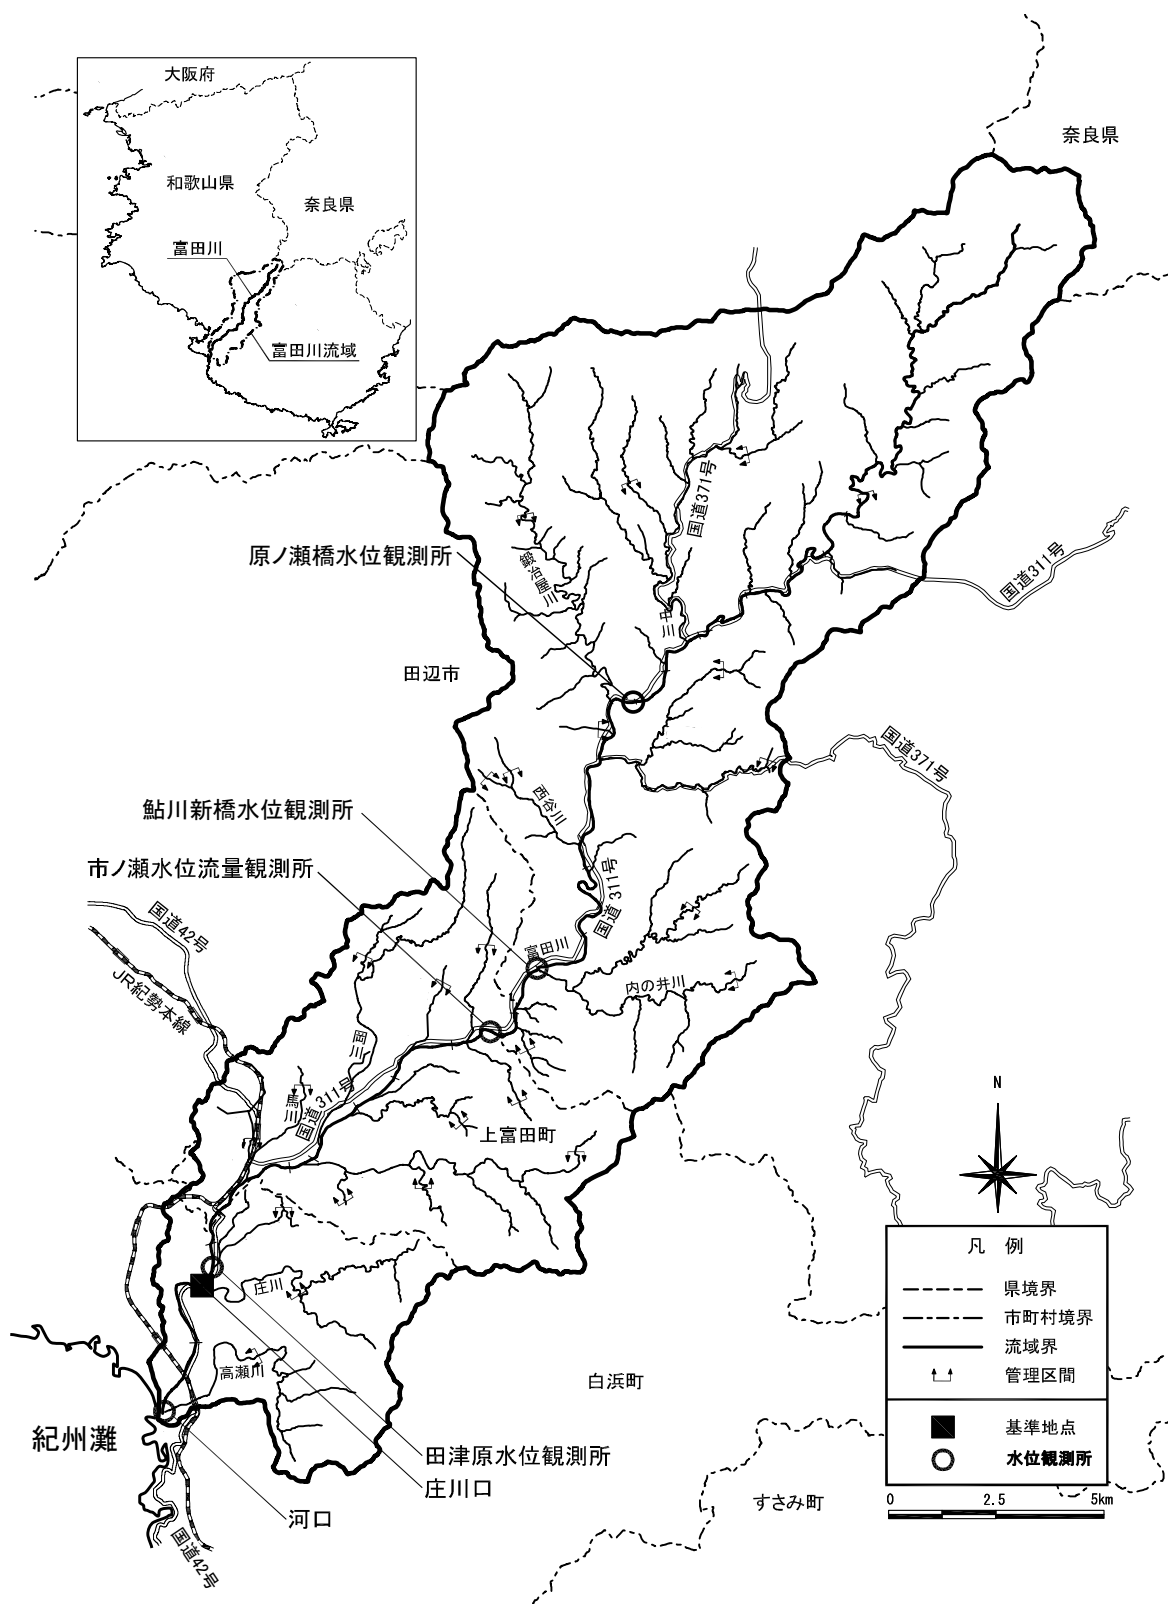 大阪府
和歌山県
奈良県
富田川
富田川流域
奈良県
国道371号
原ノ瀬橋水位観測所
鍛冶屋川
国道311号
中
三
田辺市
国道371号
鮎川新橋水位観測所
西谷川
市ノ瀬水位流量観測所
国道311号
国道42号
富田川
JR紀勢本線
内の井川
岡
三
馬
三
国道311号
N
上富田町
庄川
高瀬川
白浜町
紀州灘
田津原水位観測所
庄川口
河口
すさみ町
国道42号
凡 例
県境界
市町村境界
流域界
管理区間
基準地点
水位観測所
0 2.5 5km